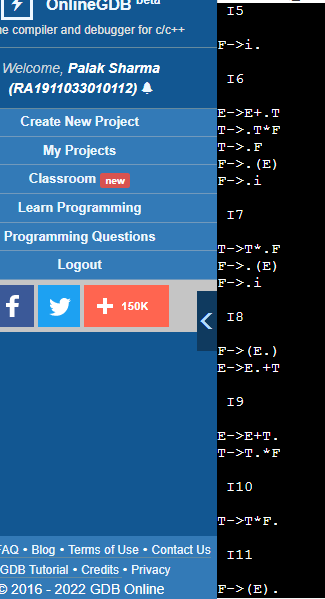 OnlineGDB beta
ne compiler and debugger for c/c++
Welcome, Palak Sharma
(RA1911033010112)
Create New Project
My Projects
Classroom new
Learn Programming
Programming Questions
Logout
150K
FAQ • Blog • Terms of Use • Contact Us
GDB Tutorial • Credits • Privacy
© 2016 - 2022 GDB Online
I5
F->i.
I6
E->E+.T
T->.T*F
T->.F
F->.(E)
F->.i
I7
T->T*.F
F->.(E)
F->.i
I8
F->(E.)
E->E.+T
I9
E->E+T.
T->T.*F
I10
T->T*F.
I11
F->(E).